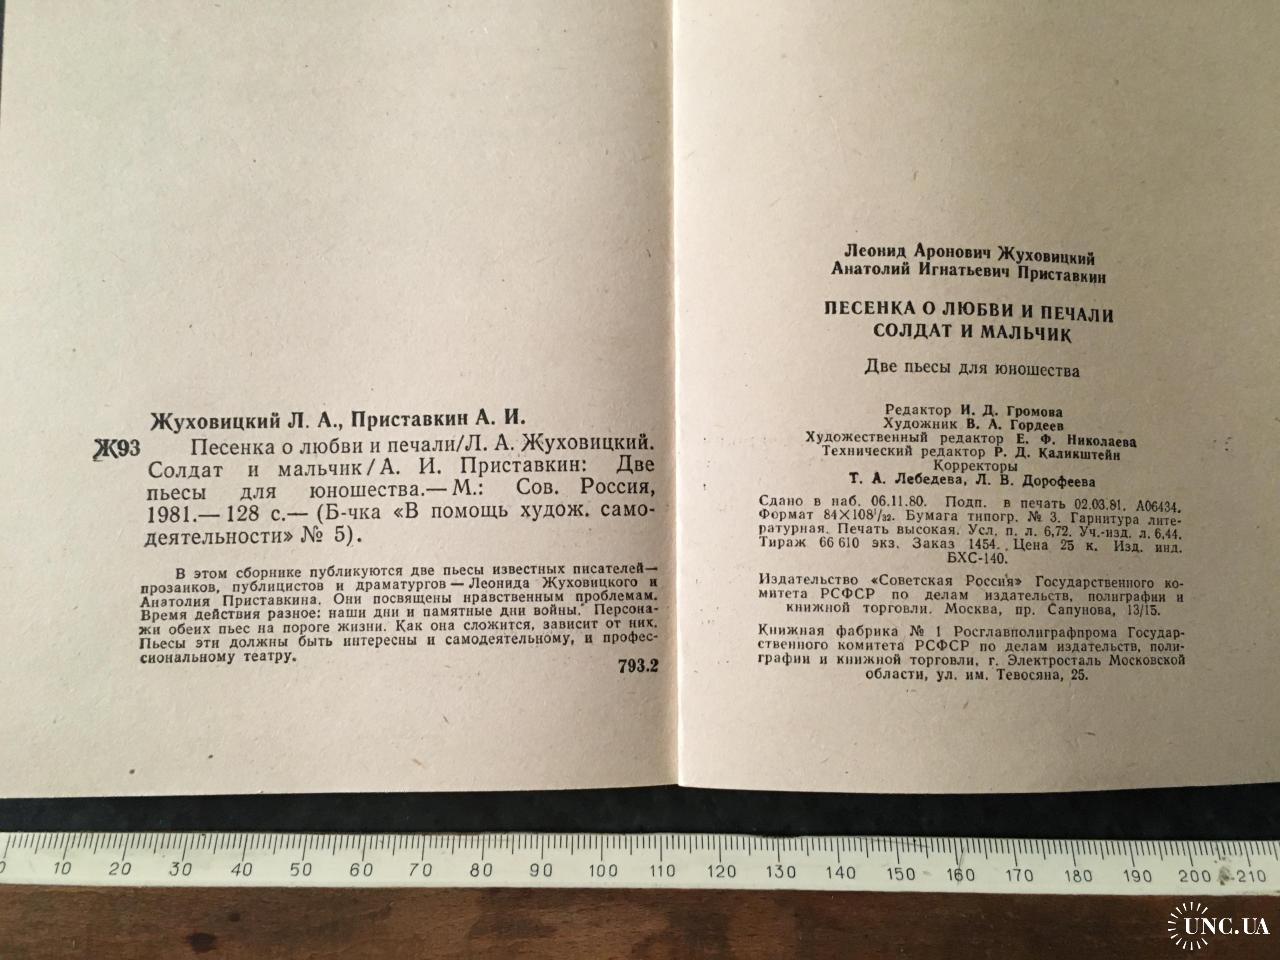 Жуховицкий Л. А., Приставкин А. И.
Ж93 Песенка о любви и печали/Л. А. Жуховицкий.
Солдат и мальчик/А. И. Приставкин: Две
пьесы для юношества.— М.: Сов. Россия,
1981.— 128 с.— (Б-чка «В помощь худож. само-
деятельности» № 5).
В этом сборнике публикуются две пьесы известных писателей—
прозаиков, публицистов и драматургов — Леонида Жуховицкого и
Анатолия Приставкина. Они посвящены нравственным проблемам.
Время действия разное: наши дни и памятные дни войны. Персона-
жи обеих пьес на пороге жизни. Как она сложится, зависит от них.
Пьесы эти должны быть интересны и самодеятельному, и профес-
сиональному театру.
793.2
Леонид Аронович Жуховицкий
Анатолий Игнатьевич Приставкин
ПЕСЕНКА О ЛЮБВИ И ПЕЧАЛИ
СОЛДАТ И МАЛЬЧИК
Две пьесы для юношества
Редактор И. Д. Громова
Художник В. А. Гордеев
Художественный редактор Е. Ф. Николаева
Технический редактор Р. Д. Каликштейн
Корректоры
Т. А. Лебедева, Л. В. Дорофеева
Сдано в наб. 06.11.80. Подп. в печать 02.03.81. А06434.
Формат 84×108¹/₃₂. Бумага типогр. № 3. Гарнитура лите-
ратурная. Печать высокая. Усл. п. л. 6,72. Уч.-изд. л. 6,44.
Тираж 66 610 экз. Заказ 1454. Цена 25 к. Изд. инд.
БХС-140.
Издательство «Советская Россия» Государственного ко-
митета РСФСР по делам издательств, полиграфии и
книжной торговли. Москва, пр. Сапунова, 13/15.
Книжная фабрика № 1 Росглавполиграфпрома Государ-
ственного комитета РСФСР по делам издательств, поли-
графии и книжной торговли, г. Электросталь Московской
области, ул. им. Тевосяна, 25.
0 10 20 30 40 50 60 70 80 90 100 110 120 130 140 150 160 170 180 190 200 210
UNC.UA